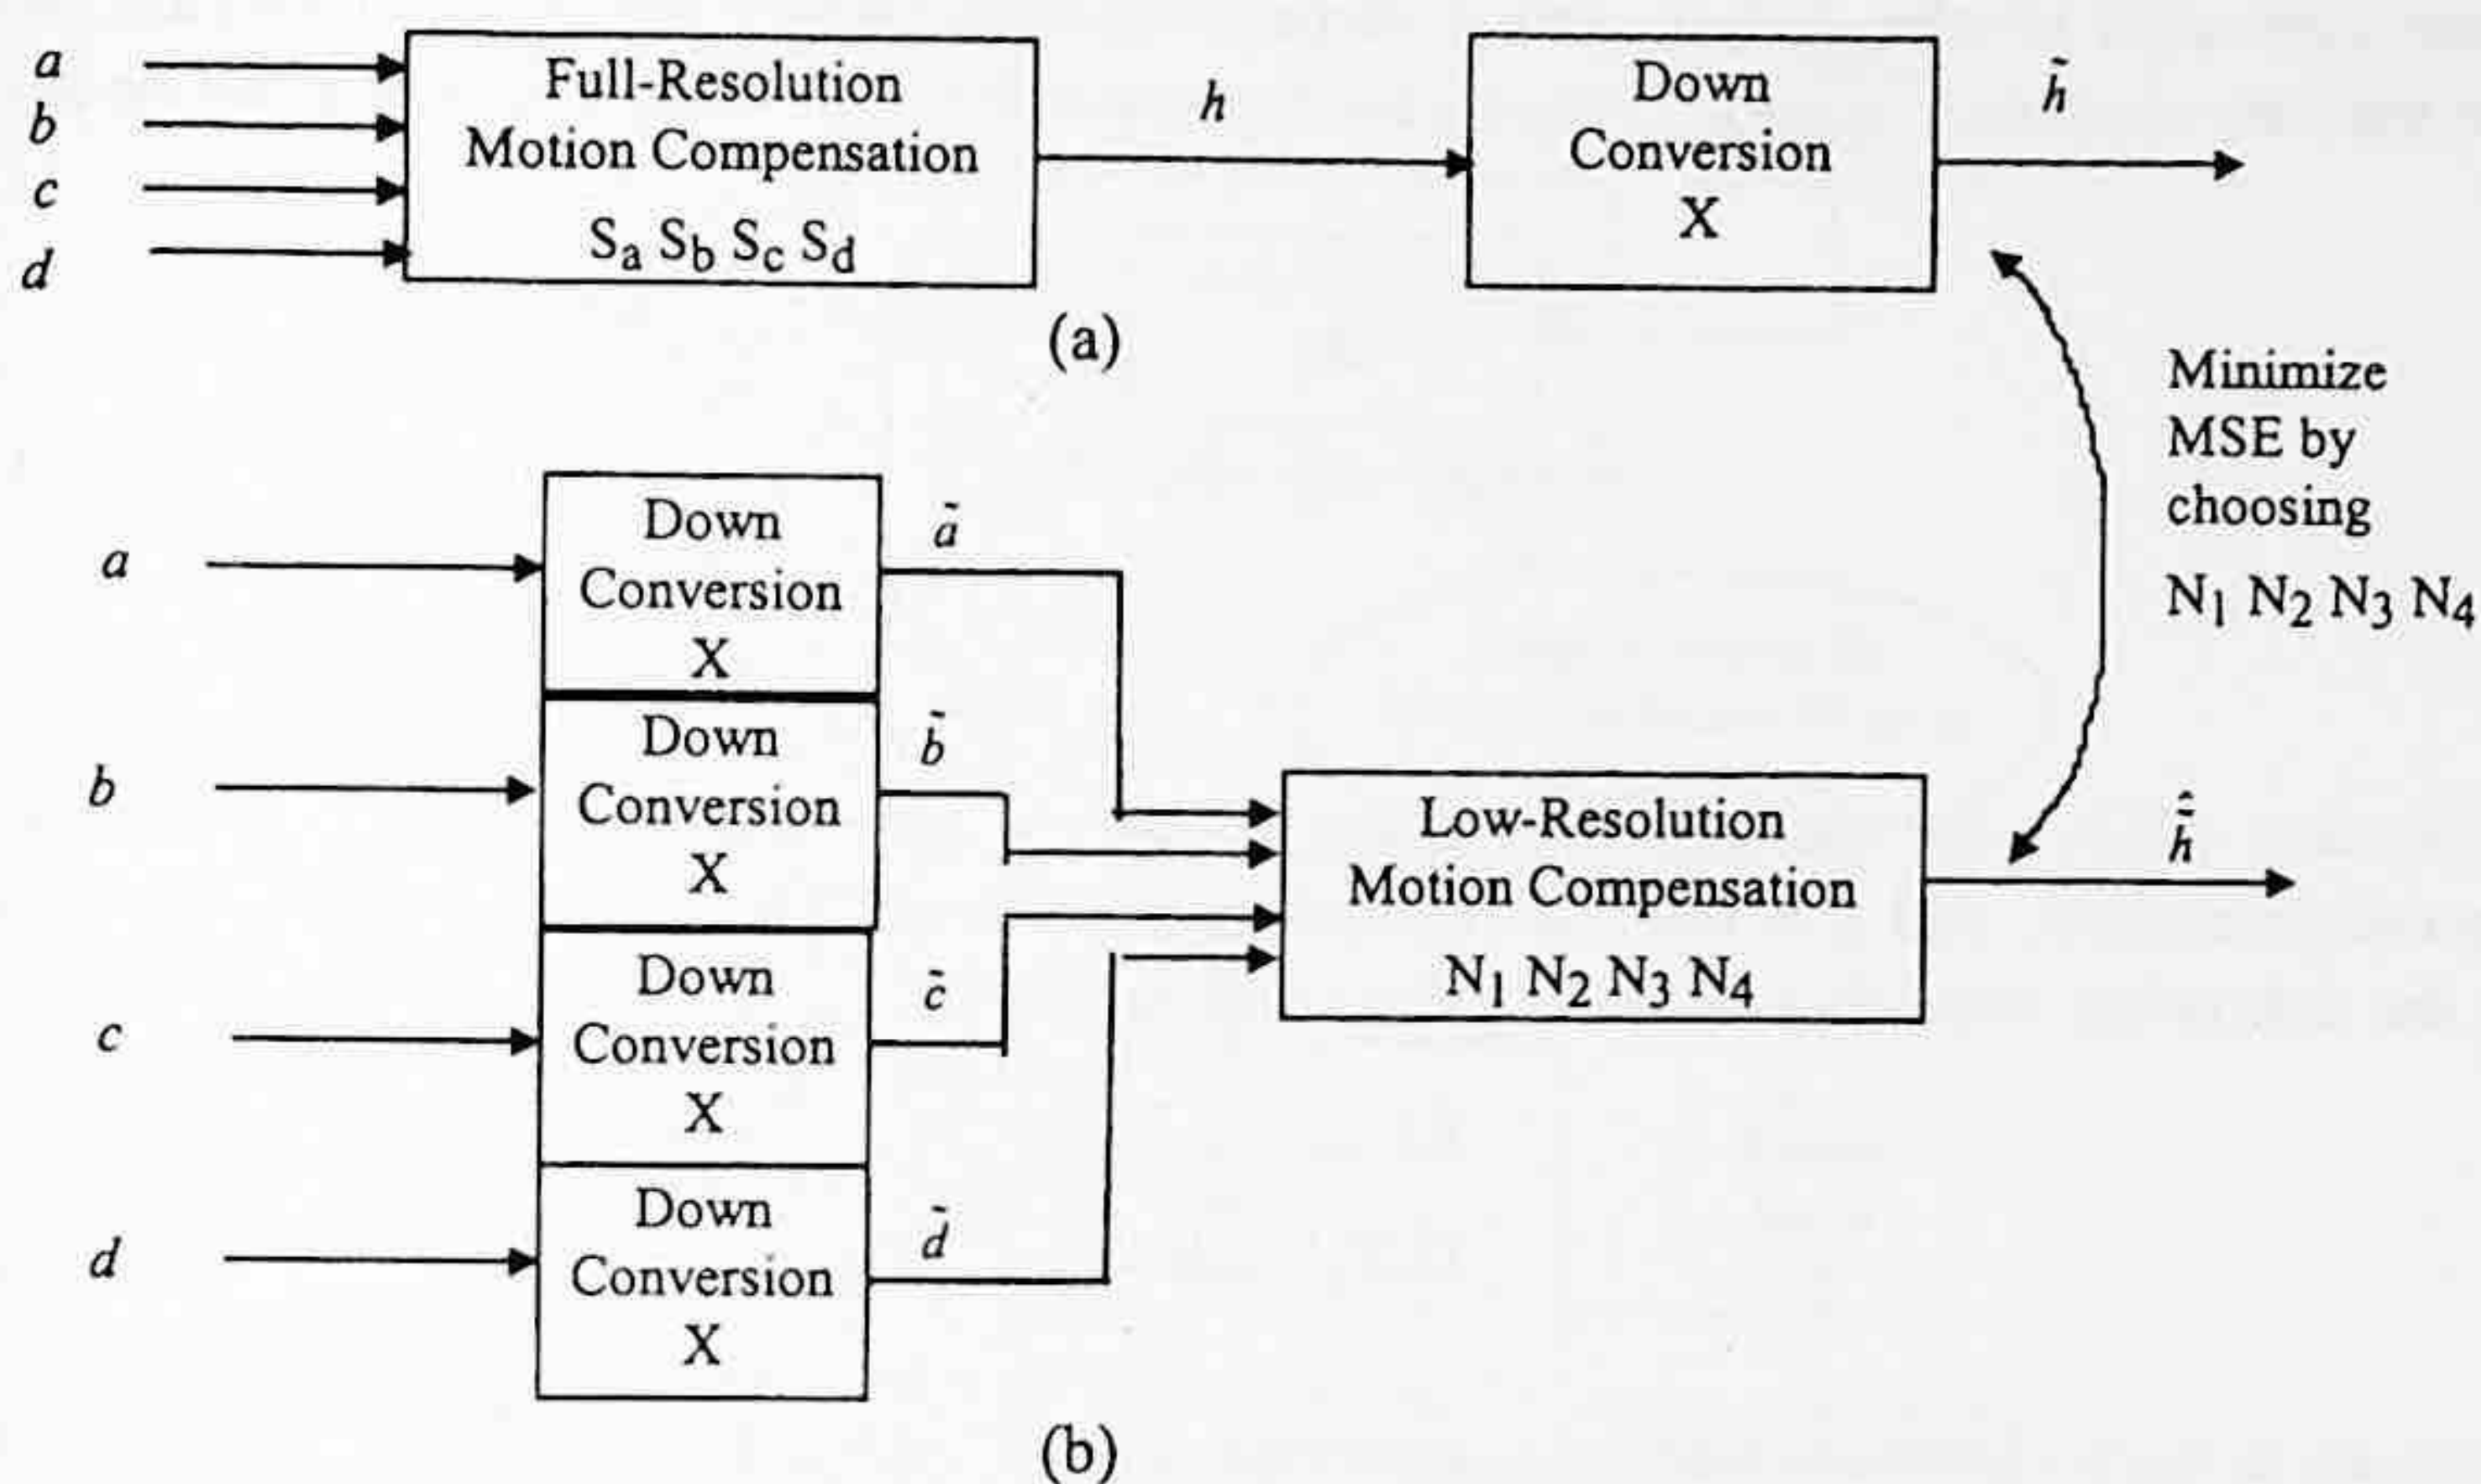 a
b
c
d
Full-Resolution
Motion Compensation
Sa Sb Sc Sd
h
Down
Conversion
X
h̃
(a)
Minimize
MSE by
choosing
N1 N2 N3 N4
a
Down
Conversion
X
ã
b
Down
Conversion
X
b̃
c
Down
Conversion
X
c̃
d
Down
Conversion
X
d̃
Low-Resolution
Motion Compensation
N1 N2 N3 N4
h̃̂
(b)